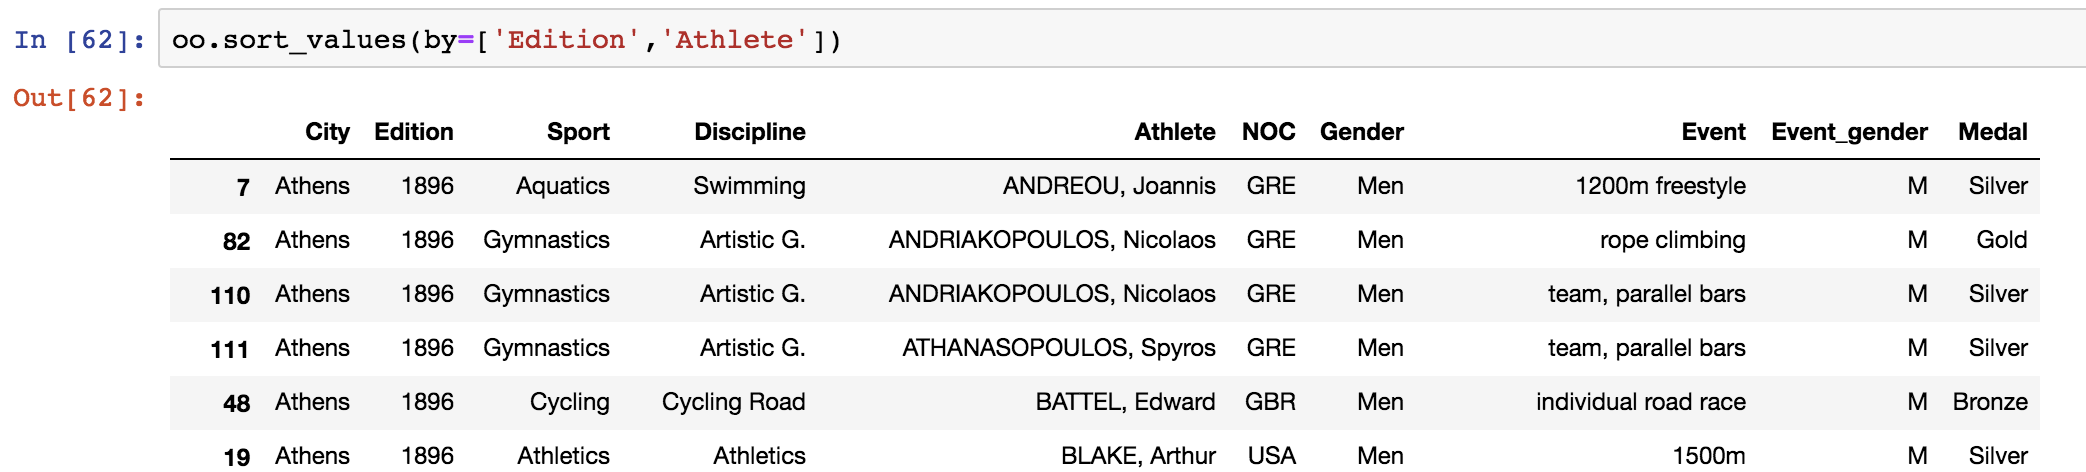 In [62]: oo.sort_values(by=['Edition','Athlete'])
Out[62]:
City Edition Sport Discipline Athlete NOC Gender Event Event_gender Medal
7 Athens 1896 Aquatics Swimming ANDREOU, Joannis GRE Men 1200m freestyle M Silver
82 Athens 1896 Gymnastics Artistic G. ANDRIAKOPOULOS, Nicolaos GRE Men rope climbing M Gold
110 Athens 1896 Gymnastics Artistic G. ANDRIAKOPOULOS, Nicolaos GRE Men team, parallel bars M Silver
111 Athens 1896 Gymnastics Artistic G. ATHANASOPOULOS, Spyros GRE Men team, parallel bars M Silver
48 Athens 1896 Cycling Cycling Road BATTEL, Edward GBR Men individual road race M Bronze
19 Athens 1896 Athletics Athletics BLAKE, Arthur USA Men 1500m M Silver